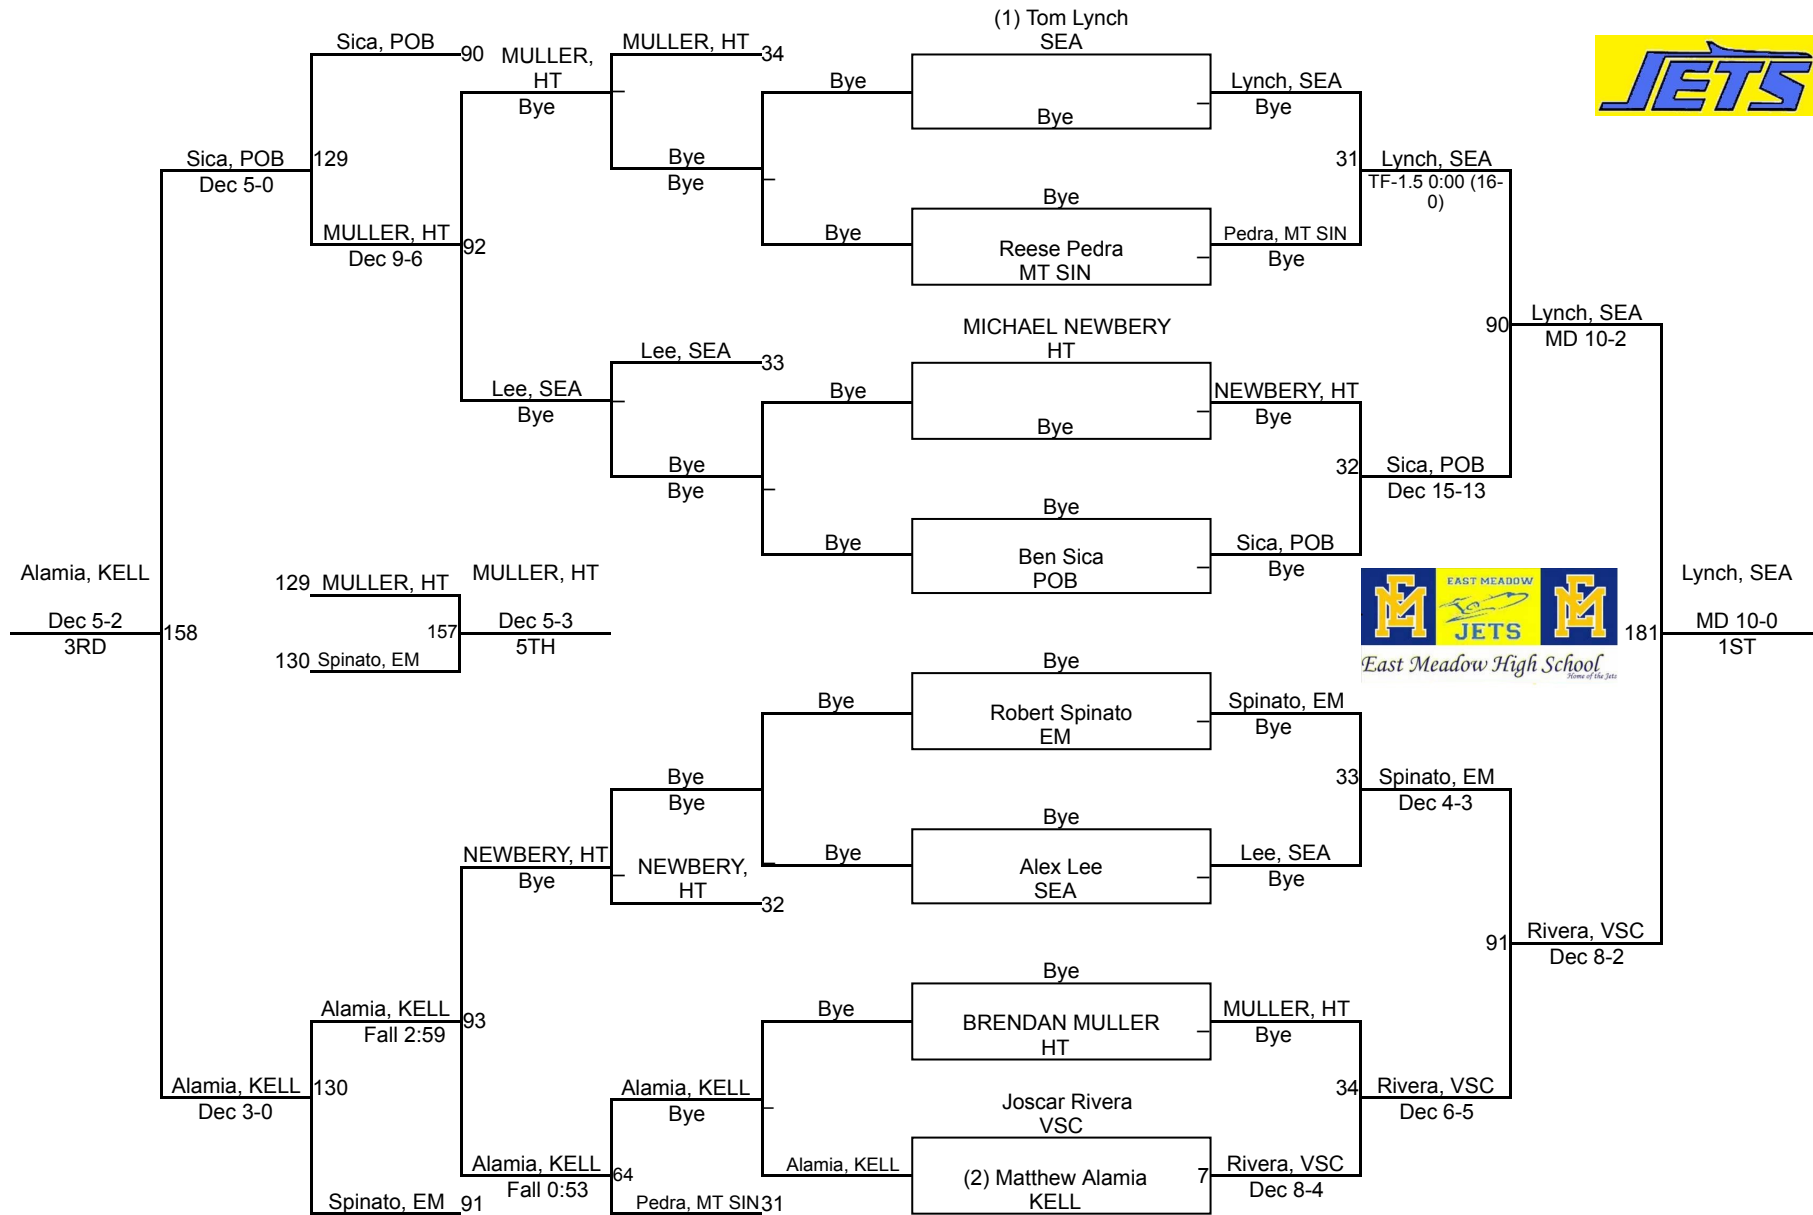 (1) Tom Lynch
SEA
Bye
Bye
Reese Pedra
MT SIN
MICHAEL NEWBERY
HT
Bye
Bye
Ben Sica
POB
Bye
Robert Spinato
EM
Bye
Alex Lee
SEA
Bye
BRENDAN MULLER
HT
Joscar Rivera
VSC
(2) Matthew Alamia
KELL
7
Lynch, SEA
Bye
Pedra, MT SIN
Bye
NEWBERY, HT
Bye
Sica, POB
Bye
Spinato, EM
Bye
Lee, SEA
Bye
MULLER, HT
Bye
Rivera, VSC
Dec 8-4
31
Lynch, SEA
TF-1.5 0:00 (16-
0)
32
Sica, POB
Dec 15-13
33
Spinato, EM
Dec 4-3
34
Rivera, VSC
Dec 6-5
90
Lynch, SEA
MD 10-2
91
Rivera, VSC
Dec 8-2
181
Lynch, SEA
MD 10-0
1ST
JETS
EM
EAST MEADOW
JETS
EM
East Meadow High School
Home of the Jets
Bye
Bye
Bye
Bye
Bye
Bye
Bye
Alamia, KELL
MULLER, HT
34
Bye
Bye
Lee, SEA
33
Bye
Bye
Bye
Bye
NEWBERY,
HT
32
Alamia, KELL
Bye
Pedra, MT SIN
31
MULLER,
HT
Bye
Lee, SEA
Bye
NEWBERY, HT
Bye
Alamia, KELL
Fall 0:53
64
Sica, POB
90
MULLER, HT
Dec 9-6
92
Alamia, KELL
Fall 2:59
93
Spinato, EM
91
Sica, POB
Dec 5-0
129
Alamia, KELL
Dec 3-0
130
Alamia, KELL
Dec 5-2
3RD
158
129 MULLER, HT
130 Spinato, EM
157
MULLER, HT
Dec 5-3
5TH